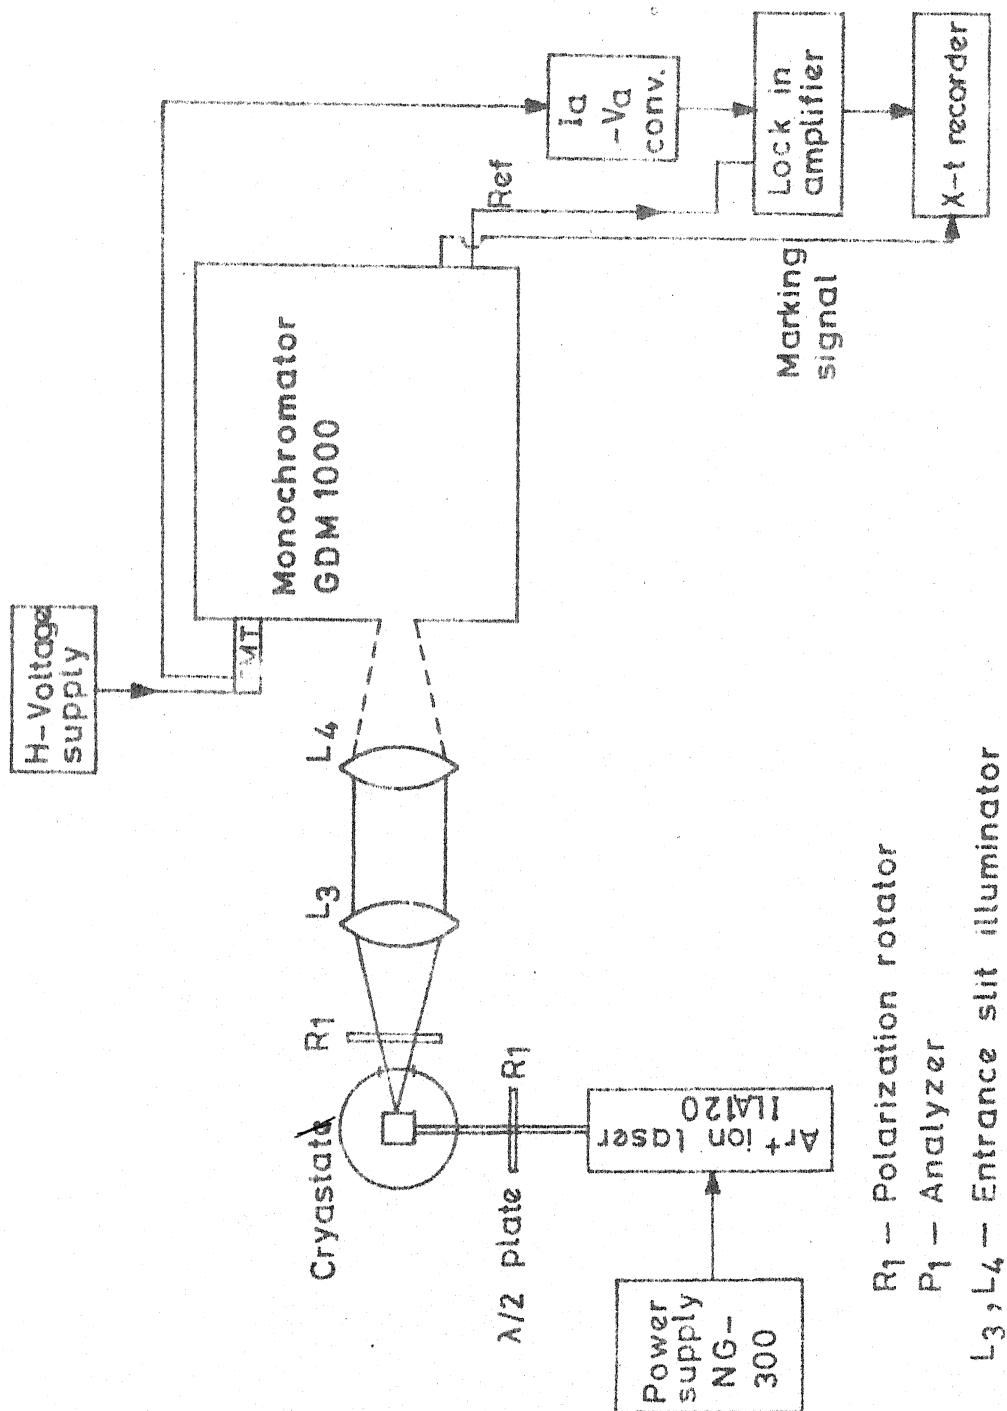 H-Voltage
supply
Monochromator
GDM 1000
Ref
Ia
-Va
conv.
Lock in
amplifier
X-t recorder
Marking
signal
L4
L3
R1
Cryastate
λ/2 plate
R1
Ar+ ion laser
ILA120
Power
supply
NG-
300
R1 - Polarization rotator
P1 - Analyzer
L3, L4 - Entrance slit illuminator